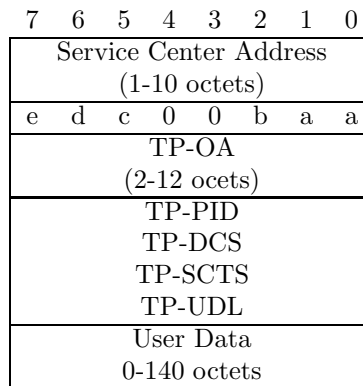 7 6 5 4 3 2 1 0
Service Center Address
(1-10 octets)
e d c 0 0 b a a
TP-OA
(2-12 ocets)
TP-PID
TP-DCS
TP-SCTS
TP-UDL
User Data
0-140 octets